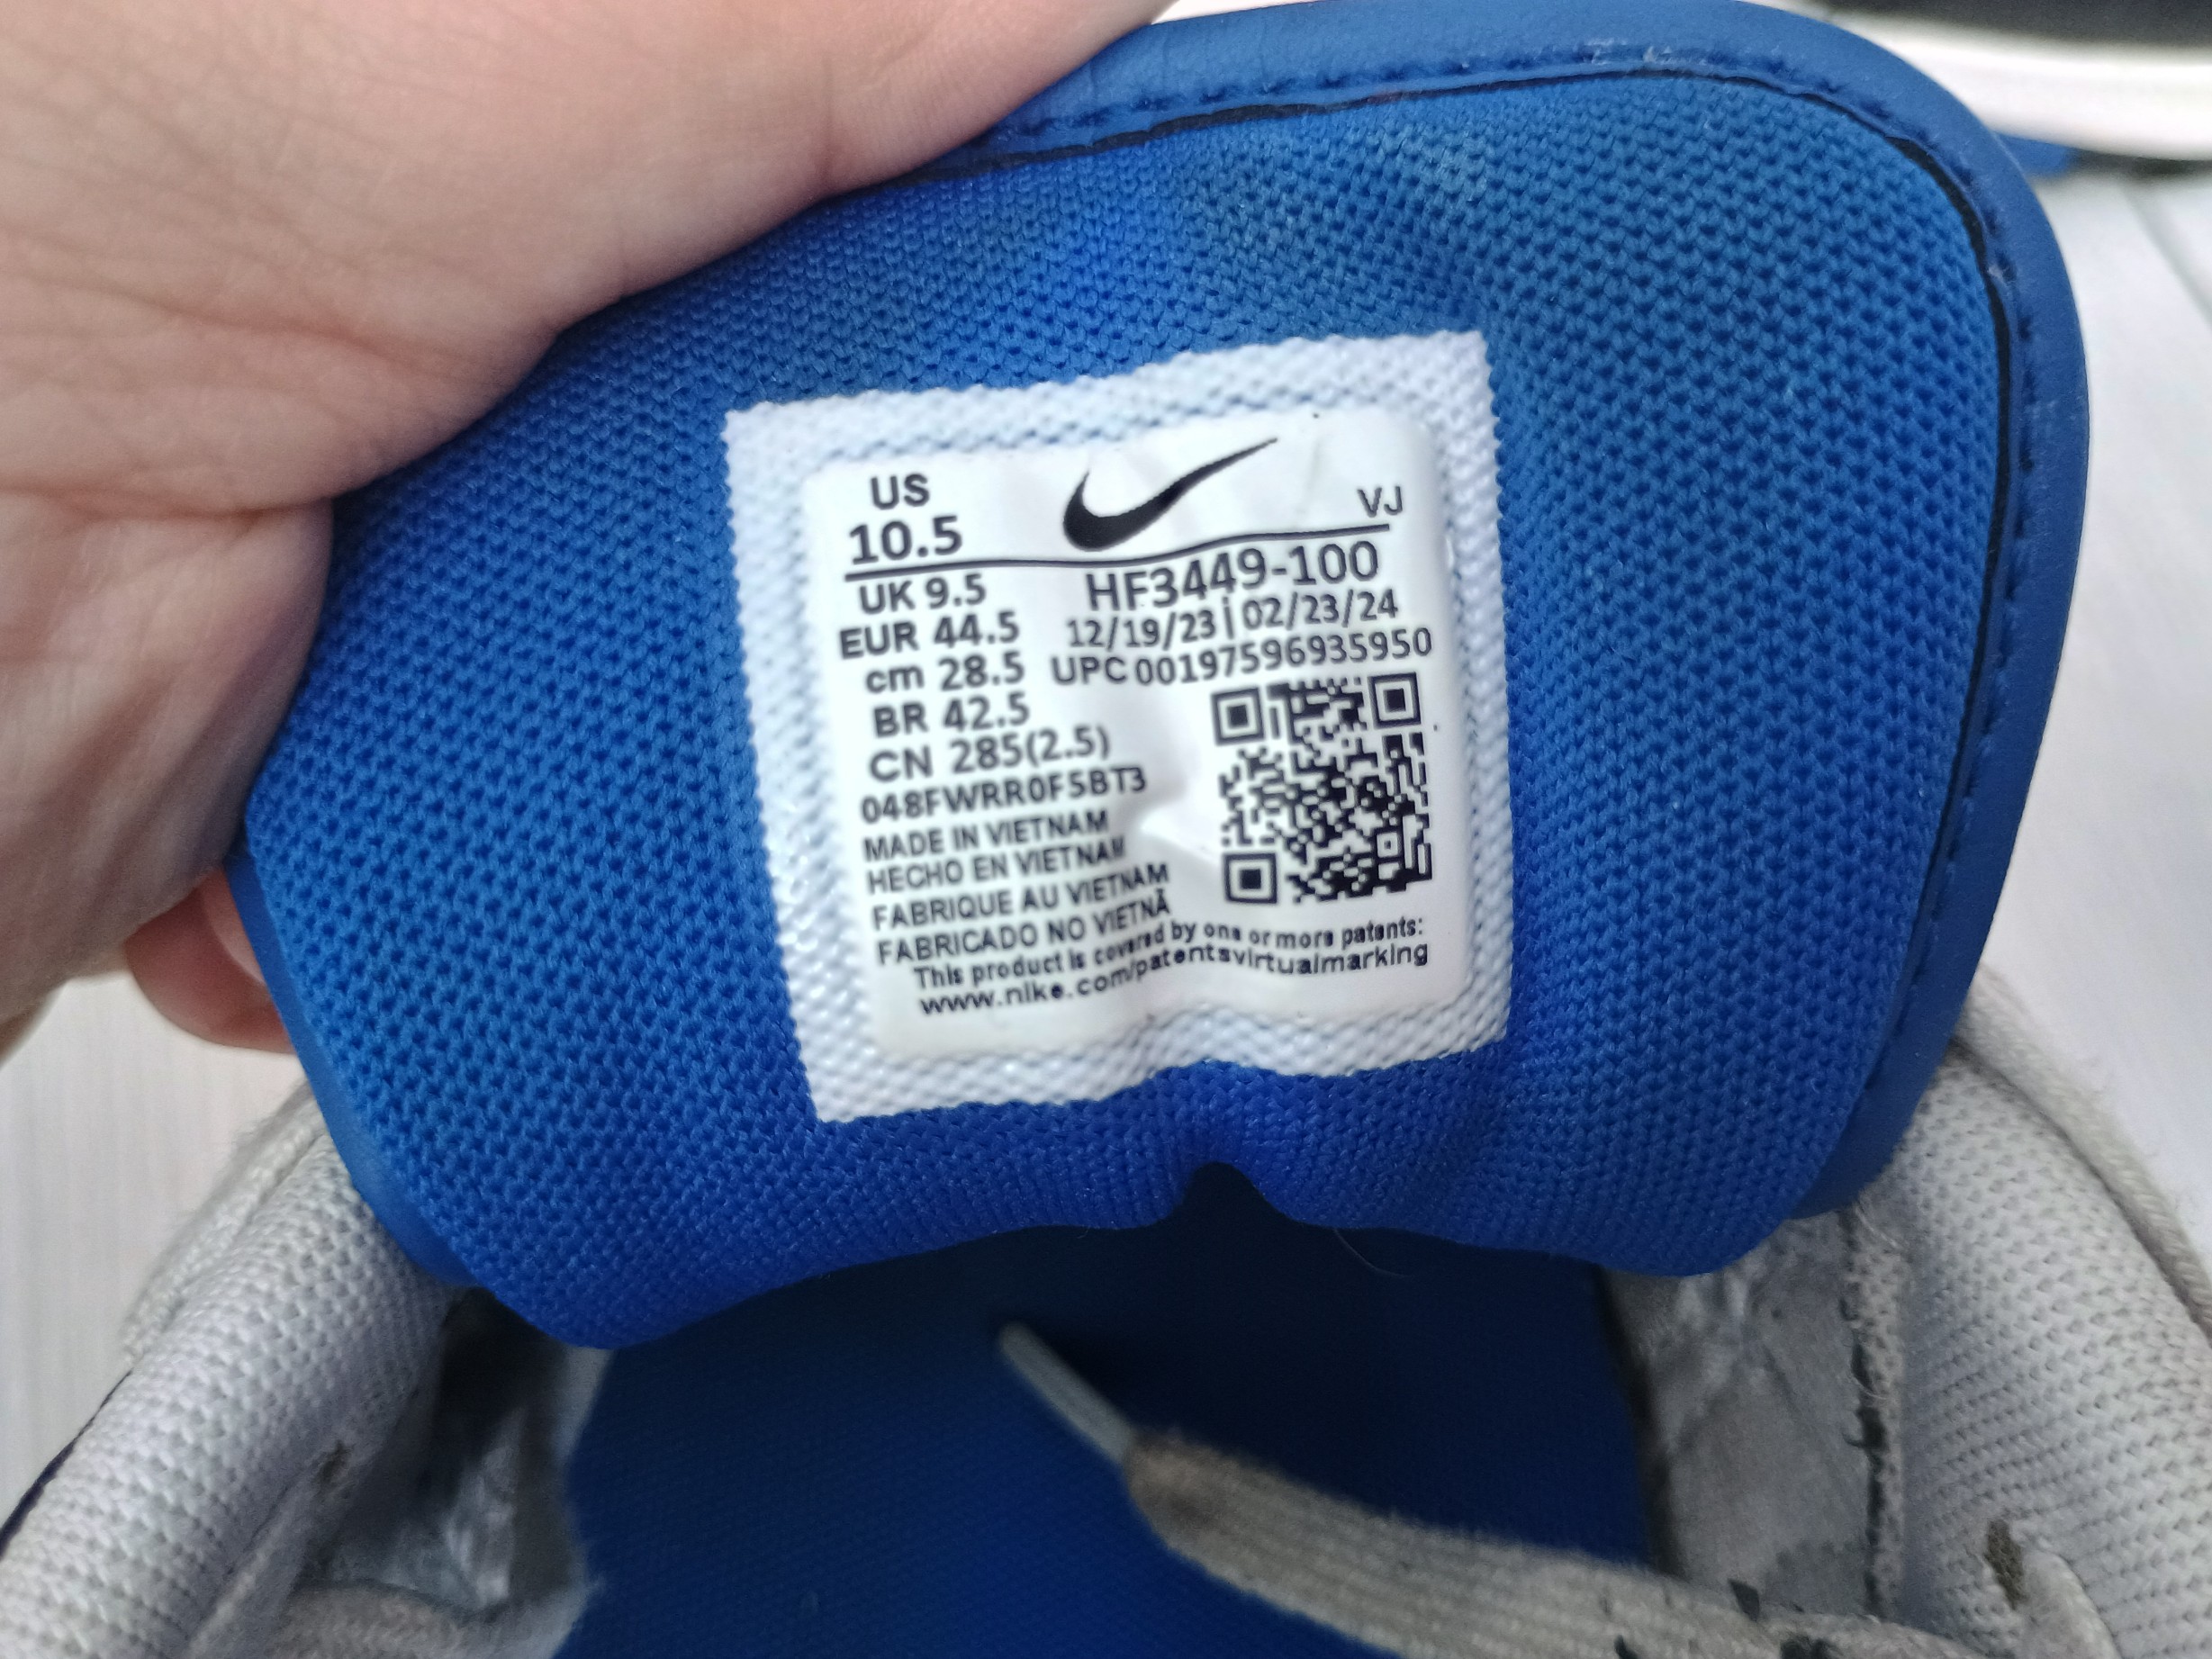 US
10.5
VJ
UK 9.5
EUR 44.5
cm 28.5
BR 42.5
CN 285(2.5)
HF3449-100
12/19/23 | 02/23/24
UPC 00197596935950
048FWRR0F5BT3
MADE IN VIETNAM
HECHO EN VIETNAM
FABRIQUE AU VIETNAM
FABRICADO NO VIETNÃ
This product is covered by one or more patents:
www.nike.com/patentsvirtualmarking